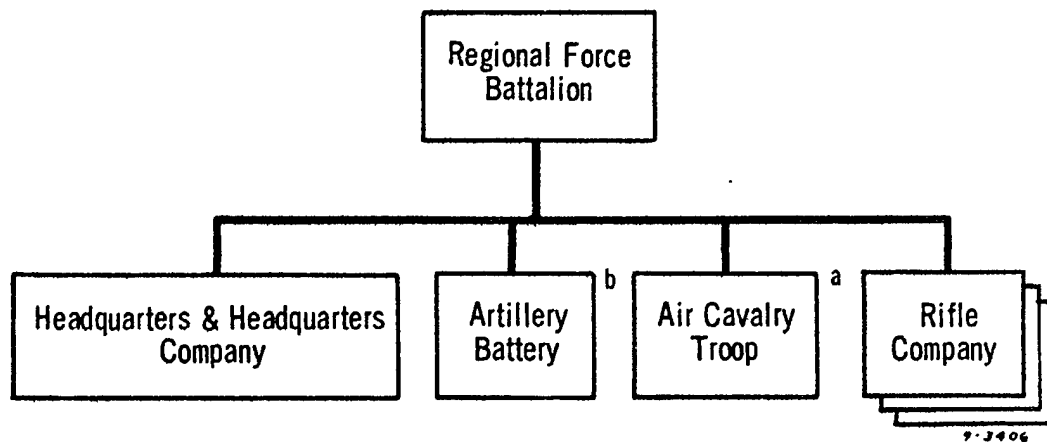 Regional Force
Battalion
Headquarters & Headquarters
Company
Artillery
Battery
b
Air Cavalry
Troop
a
Rifle
Company
9-3406